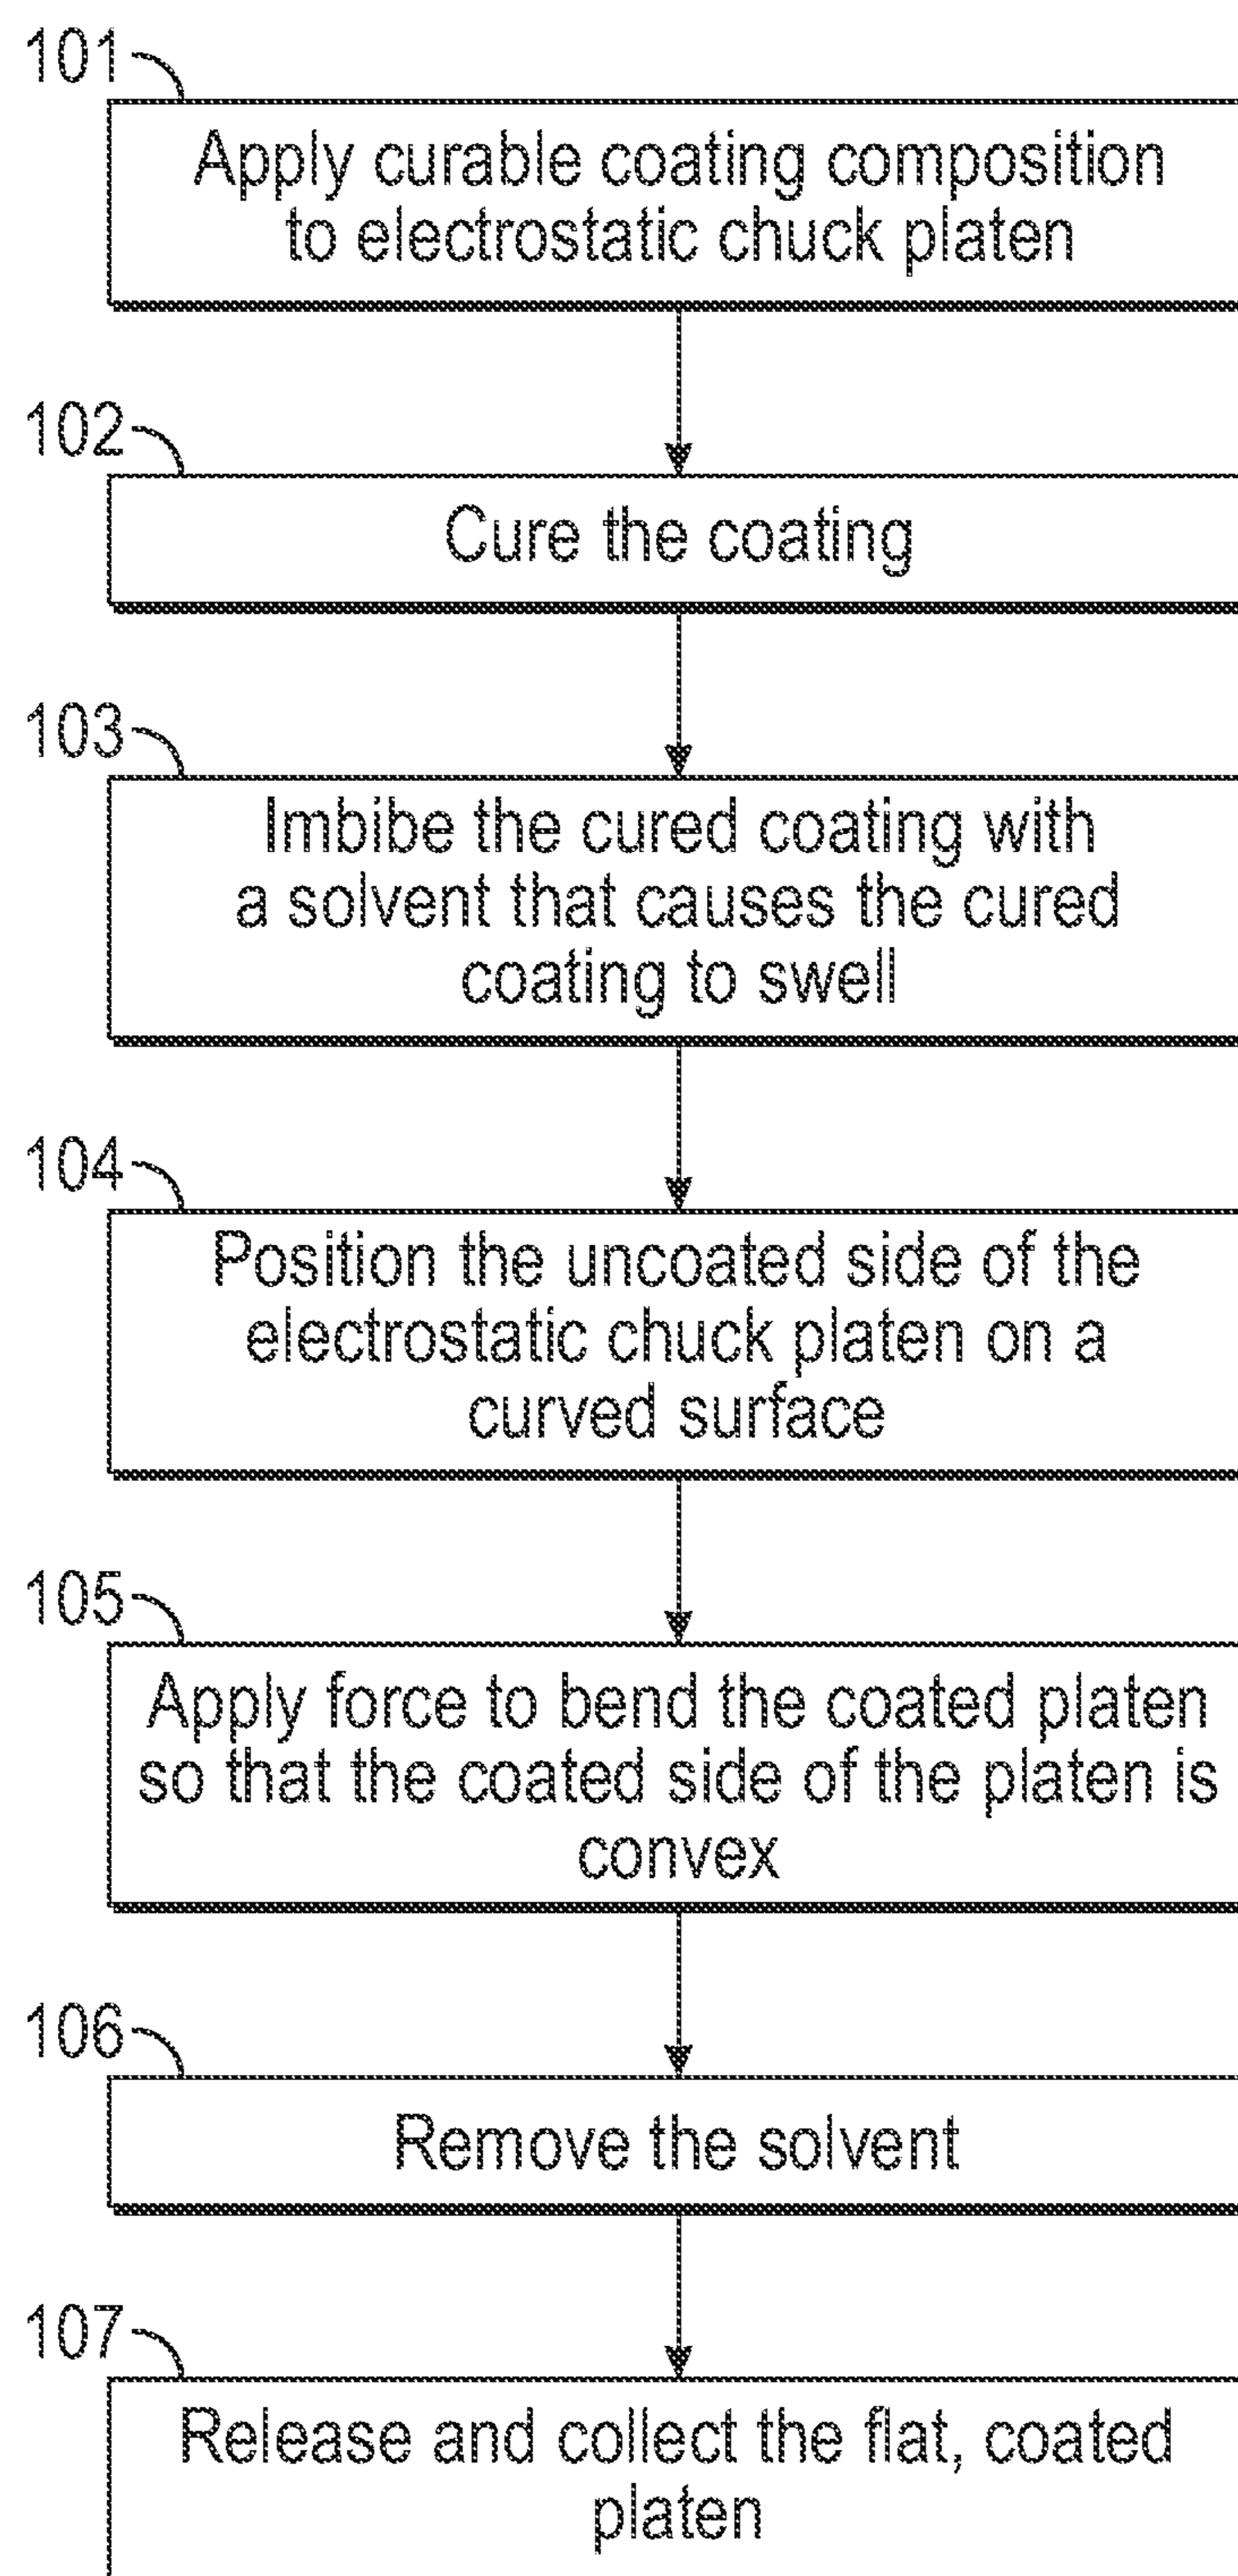 101
Apply curable coating composition
to electrostatic chuck platen
102
Cure the coating
103
Imbibe the cured coating with
a solvent that causes the cured
coating to swell
104
Position the uncoated side of the
electrostatic chuck platen on a
curved surface
105
Apply force to bend the coated platen
so that the coated side of the platen is
convex
106
Remove the solvent
107
Release and collect the flat, coated
platen